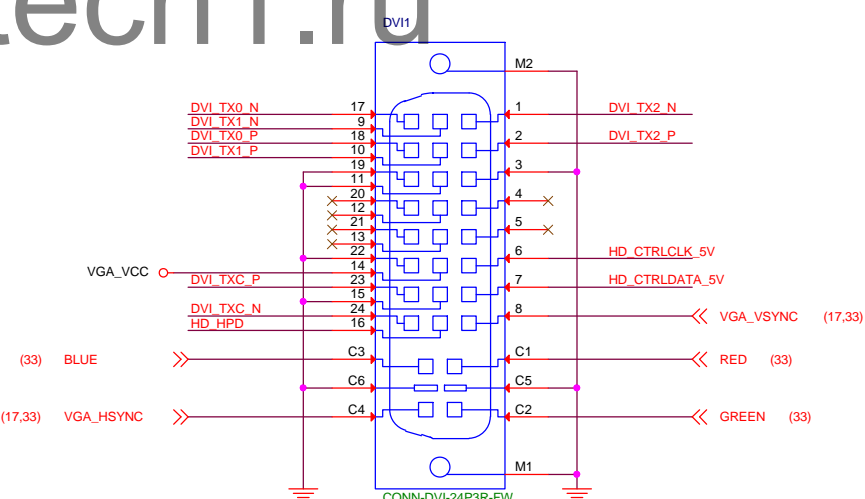 tech1.ru
DVI1
M2
DVI_TX0_N 17 1 DVI_TX2_N
DVI_TX1_N 9
DVI_TX0_P 18 2 DVI_TX2_P
DVI_TX1_P 10
19 3
11
20 4
12
21 5
13
22 6 HD_CTRLCLK_5V
VGA_VCC 14
DVI_TXC_P 23 7 HD_CTRLDATA_5V
15
DVI_TXC_N 24 8 VGA_VSYNC (17,33)
HD_HPD 16
(33) BLUE C3 C1 RED (33)
C6 C5
(17,33) VGA_HSYNC C4 C2 GREEN (33)
M1
CONN-DVI-24P3R-FW